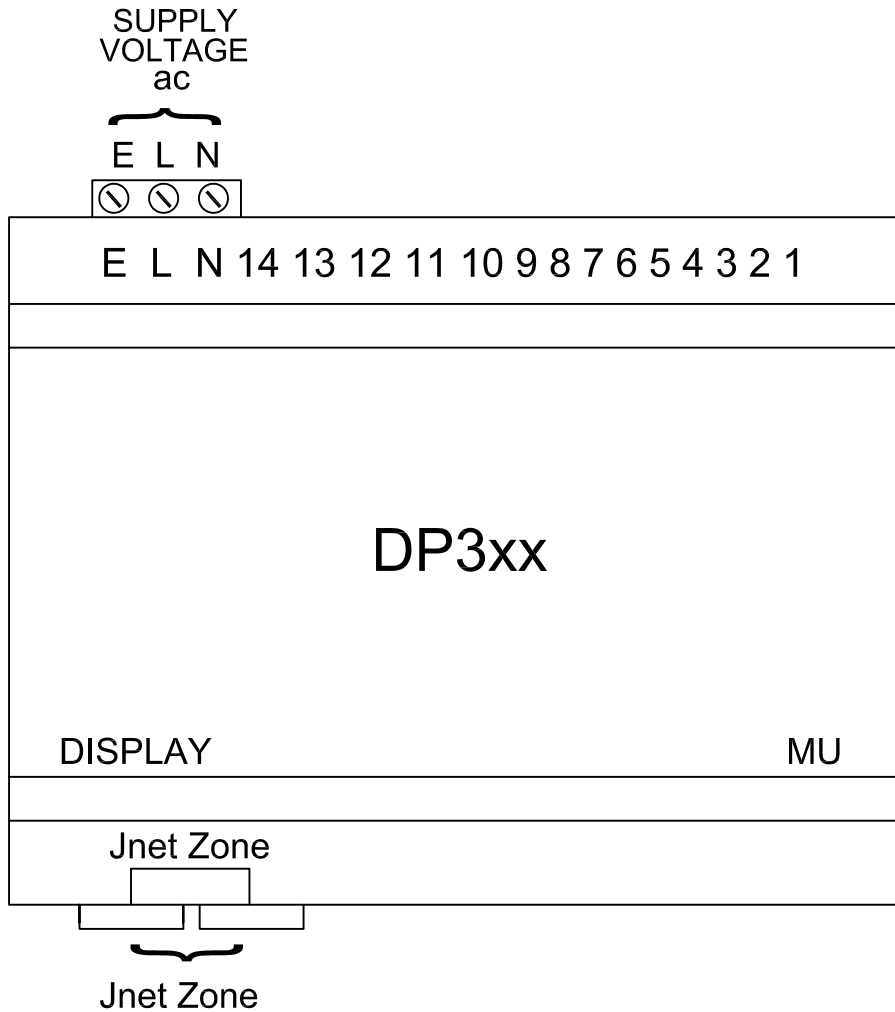 SUPPLY
VOLTAGE
ac
E L N
E L N 14 13 12 11 10 9 8 7 6 5 4 3 2 1
DP3xx
DISPLAY MU
Jnet Zone
Jnet Zone